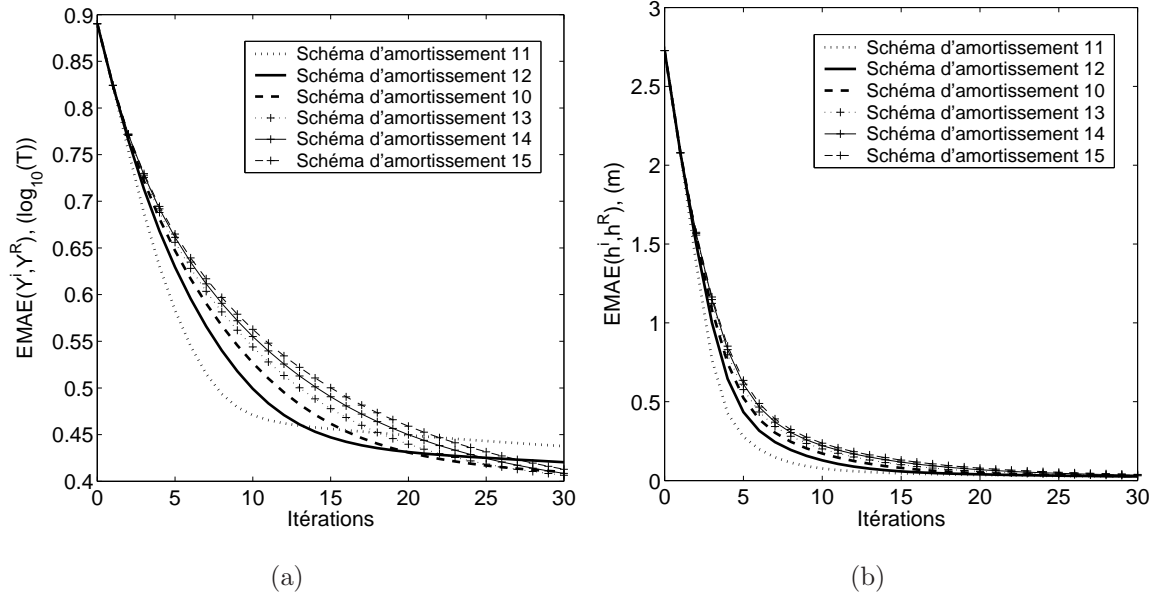 0.9
0.85
0.8
0.75
0.7
0.65
0.6
0.55
0.5
0.45
0.4
0
5
10
15
20
25
30
EMAE(Y^i,Y^R), (log_10(T))
Itérations
Schéma d'amortissement 11
Schéma d'amortissement 12
Schéma d'amortissement 10
Schéma d'amortissement 13
Schéma d'amortissement 14
Schéma d'amortissement 15
(a)
3
2.5
2
1.5
1
0.5
0
0
5
10
15
20
25
30
EMAE(h^i,h^R), (m)
Itérations
Schéma d'amortissement 11
Schéma d'amortissement 12
Schéma d'amortissement 10
Schéma d'amortissement 13
Schéma d'amortissement 14
Schéma d'amortissement 15
(b)